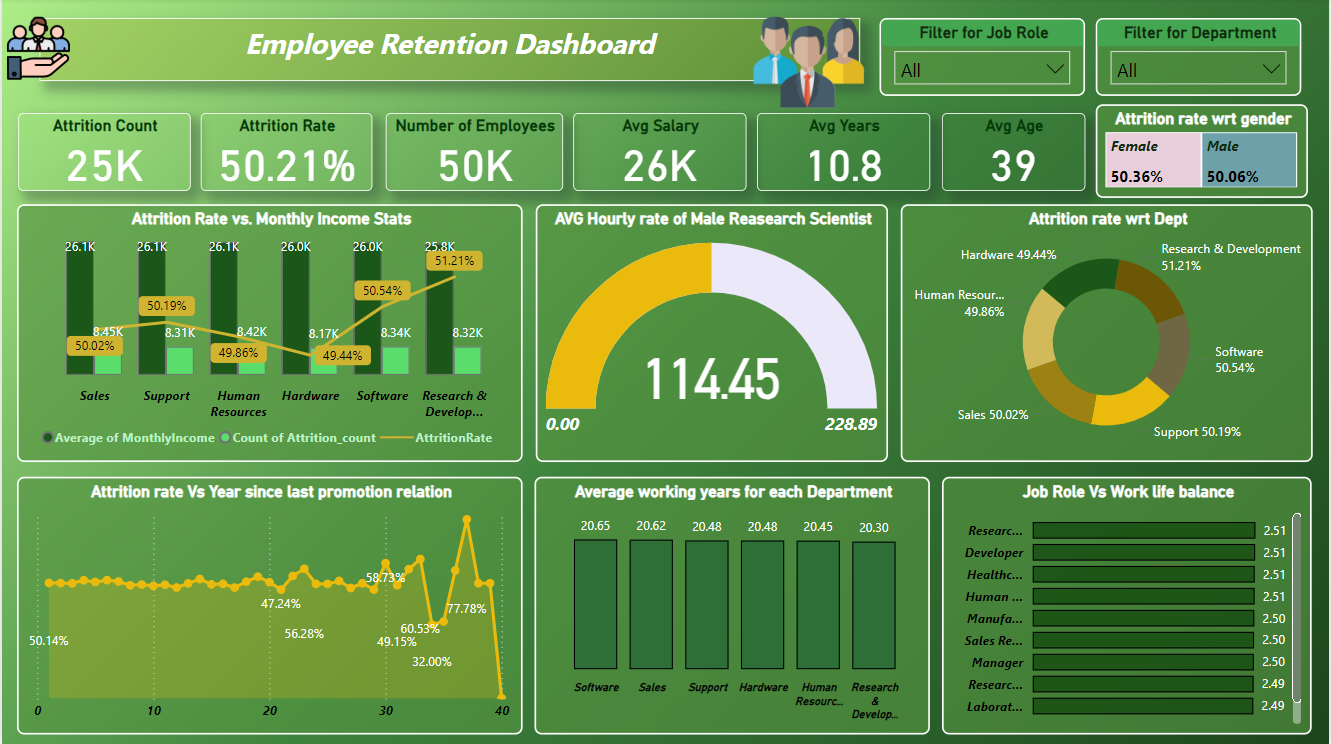 Employee Retention Dashboard
Filter for Job Role
All
Filter for Department
All
Attrition Count
25K
Attrition Rate
50.21%
Number of Employees
50K
Avg Salary
26K
Avg Years
10.8
Avg Age
39
Attrition rate wrt gender
Female
50.36%
Male
50.06%
Attrition Rate vs. Monthly Income Stats
26.1K
26.1K
26.1K
26.0K
26.0K
25.8K
51.21%
50.54%
50.19%
8.45K
8.31K
8.42K
8.17K
8.34K
8.32K
50.02%
49.86%
49.44%
Sales
Support
Human
Resources
Hardware
Software
Research &
Develop...
Average of MonthlyIncome
Count of Attrition_count
AttritionRate
AVG Hourly rate of Male Reasearch Scientist
114.45
0.00
228.89
Attrition rate wrt Dept
Hardware 49.44%
Research & Development
51.21%
Human Resour...
49.86%
Software
50.54%
Sales 50.02%
Support 50.19%
Attrition rate Vs Year since last promotion relation
50.14%
47.24%
56.28%
58.73%
49.15%
60.53%
32.00%
77.78%
0
10
20
30
40
Average working years for each Department
20.65
20.62
20.48
20.48
20.45
20.30
Software
Sales
Support
Hardware
Human
Resourc...
Research
&
Develop...
Job Role Vs Work life balance
Researc... 2.51
Developer 2.51
Healthc... 2.51
Human ... 2.51
Manufa... 2.50
Sales Re... 2.50
Manager 2.50
Researc... 2.49
Laborat... 2.49